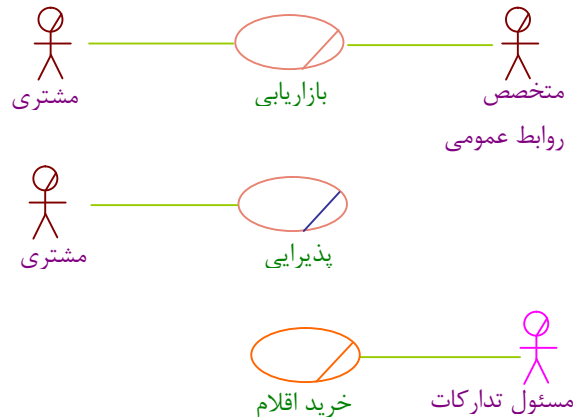 مشتری
بازاریابی
متخصص
روابط عمومی
مشتری
پذیرایی
خرید اقلام
مسئول تدارکات